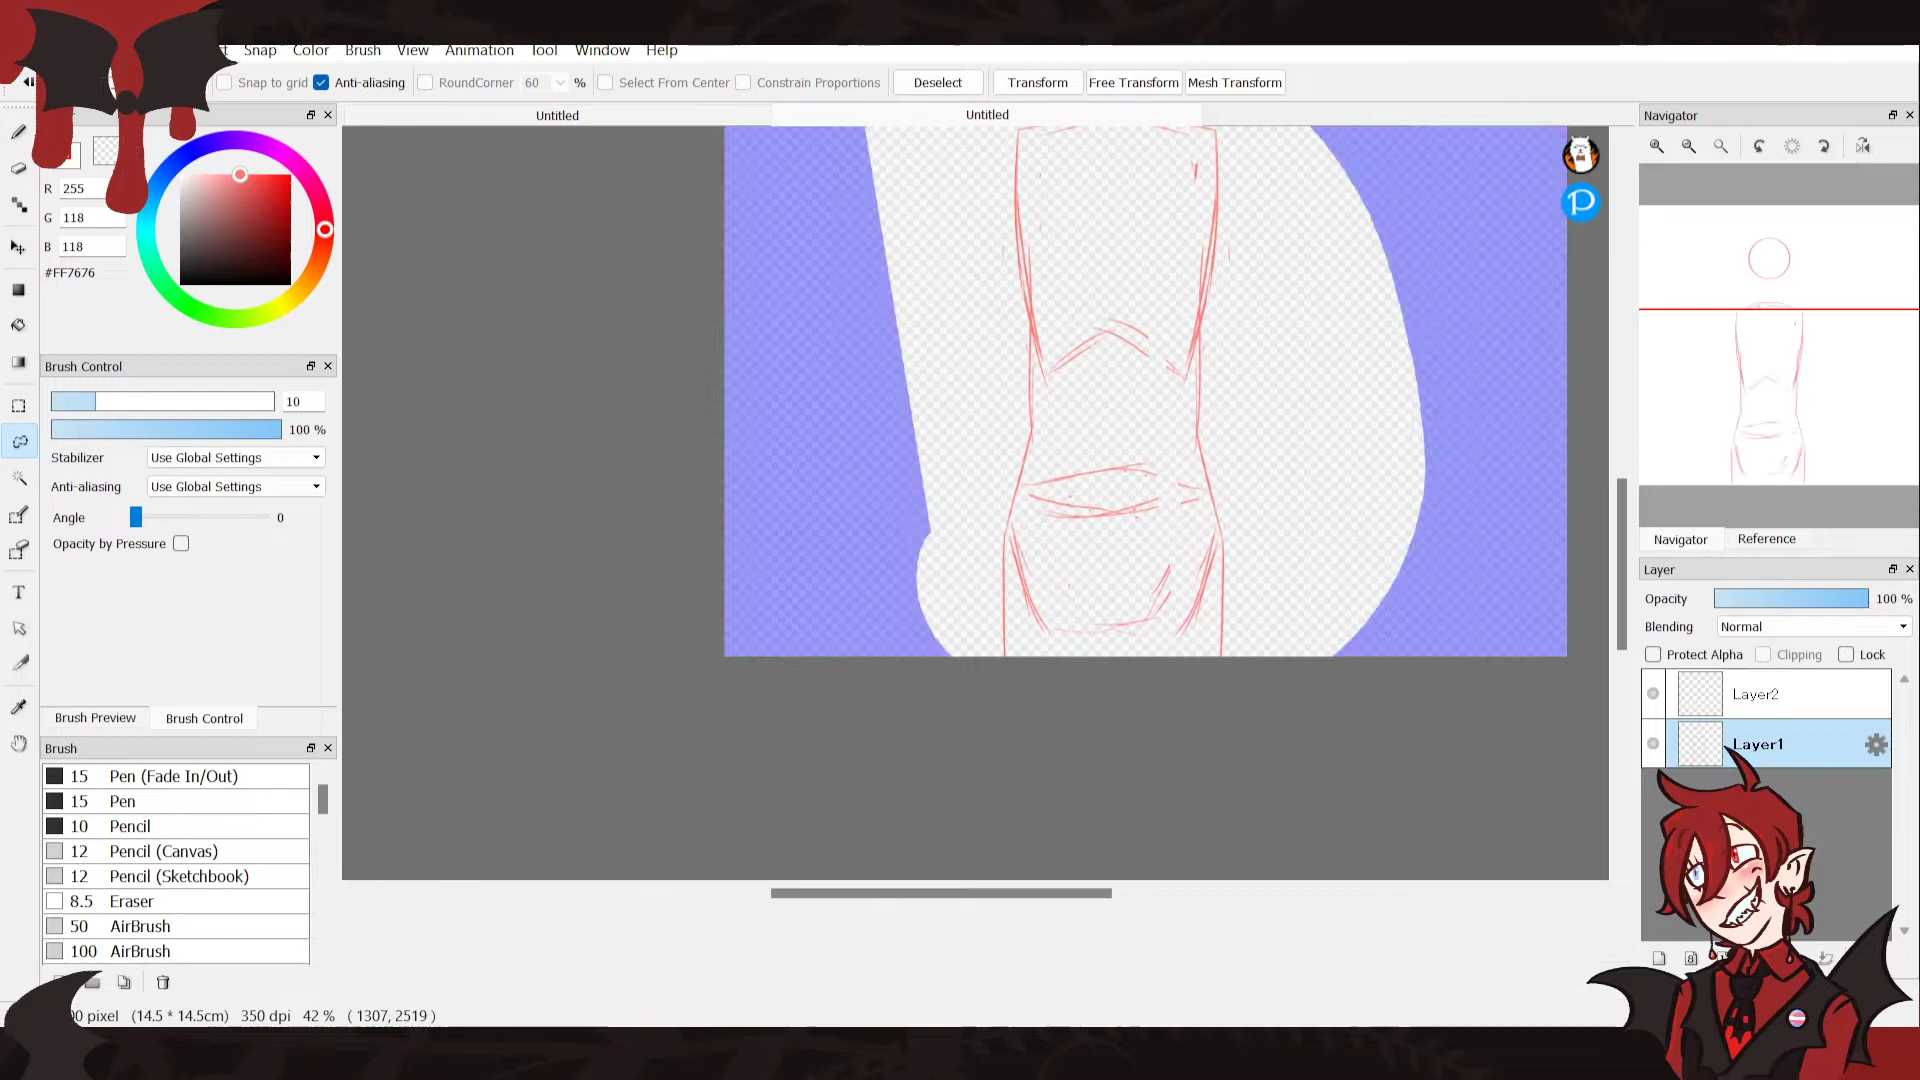 Snap Color Brush View Animation Tool Window Help
Snap to grid Anti-aliasing RoundCorner 60 % Select From Center Constrain Proportions Deselect Transform Free Transform Mesh Transform
Untitled Untitled
R 255
G 118
B 118
#FF7676
Brush Control
10
100 %
Stabilizer Use Global Settings
Anti-aliasing Use Global Settings
Angle 0
Opacity by Pressure
Brush Preview Brush Control
Brush
15 Pen (Fade In/Out)
15 Pen
10 Pencil
12 Pencil (Canvas)
12 Pencil (Sketchbook)
8.5 Eraser
50 AirBrush
100 AirBrush
pixel (14.5 * 14.5cm) 350 dpi 42 % ( 1307, 2519 )
T
P
Navigator
Navigator Reference
Layer
Opacity 100 %
Blending Normal
Protect Alpha Clipping Lock
Layer2
Layer1
8